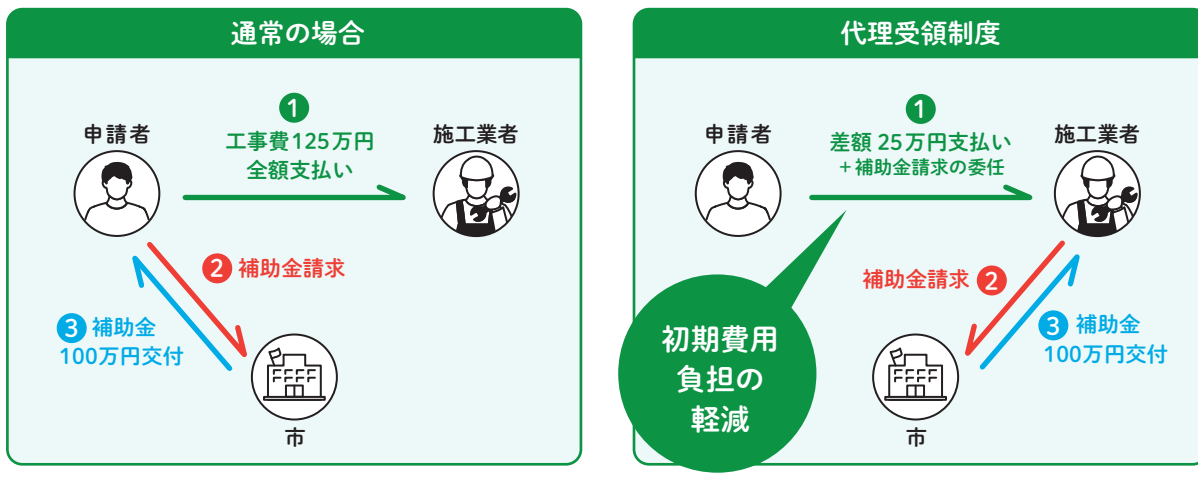 通常の場合
申請者
1
工事費125万円
全額支払い
施工業者
2 補助金請求
3 補助金
100万円交付
市
代理受領制度
申請者
1
差額 25万円支払い
+補助金請求の委任
施工業者
補助金請求 2
3 補助金
100万円交付
初期費用
負担の
軽減
市